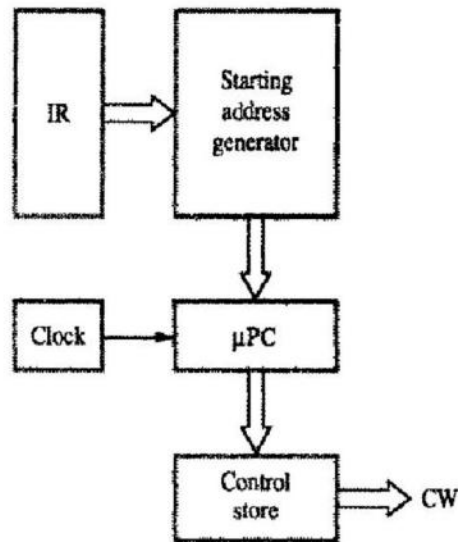 IR
Starting
address
generator
Clock
μPC
Control
store
CW